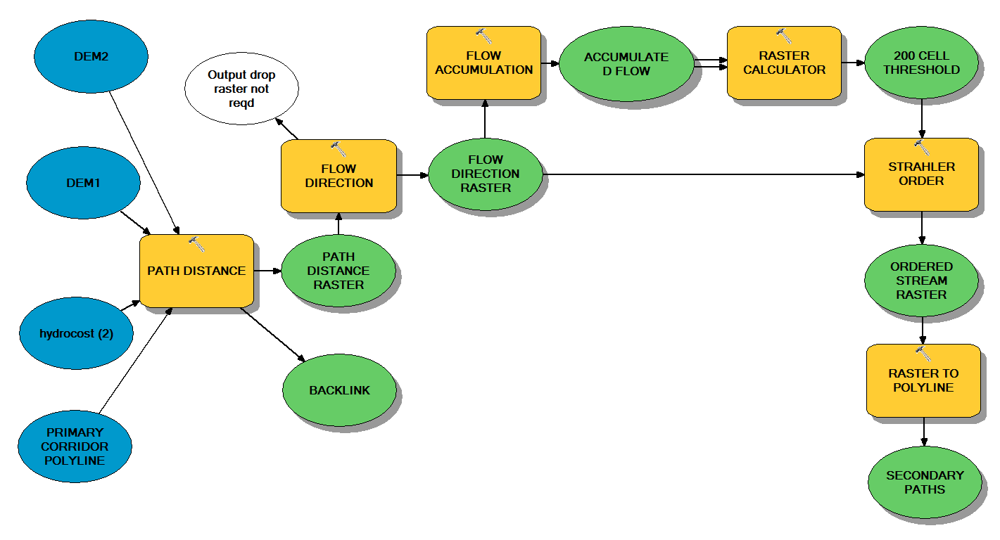 DEM2
Output drop
raster not
reqd
FLOW
ACCUMULATION
ACCUMULATE
D FLOW
RASTER
CALCULATOR
200 CELL
THRESHOLD
DEM1
FLOW
DIRECTION
FLOW
DIRECTION
RASTER
STRAHLER
ORDER
PATH DISTANCE
PATH
DISTANCE
RASTER
ORDERED
STREAM
RASTER
hydrocost (2)
BACKLINK
RASTER TO
POLYLINE
PRIMARY
CORRIDOR
POLYLINE
SECONDARY
PATHS